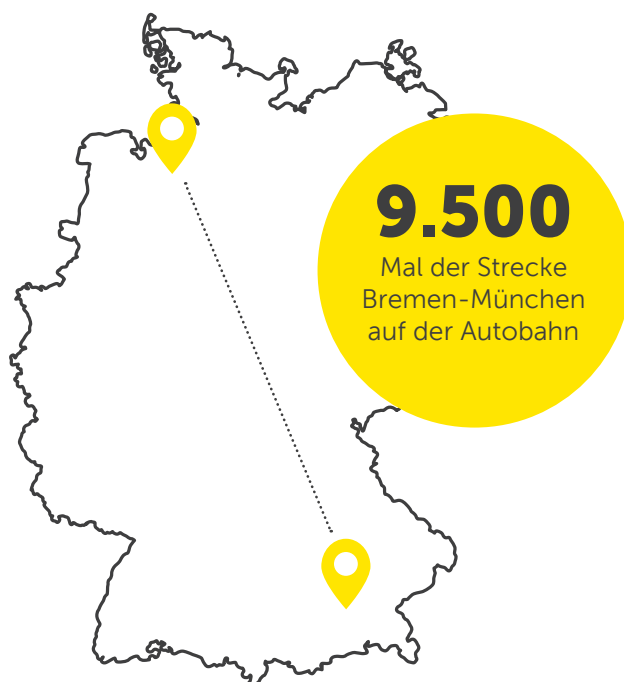 9.500
Mal der Strecke
Bremen-München
auf der Autobahn